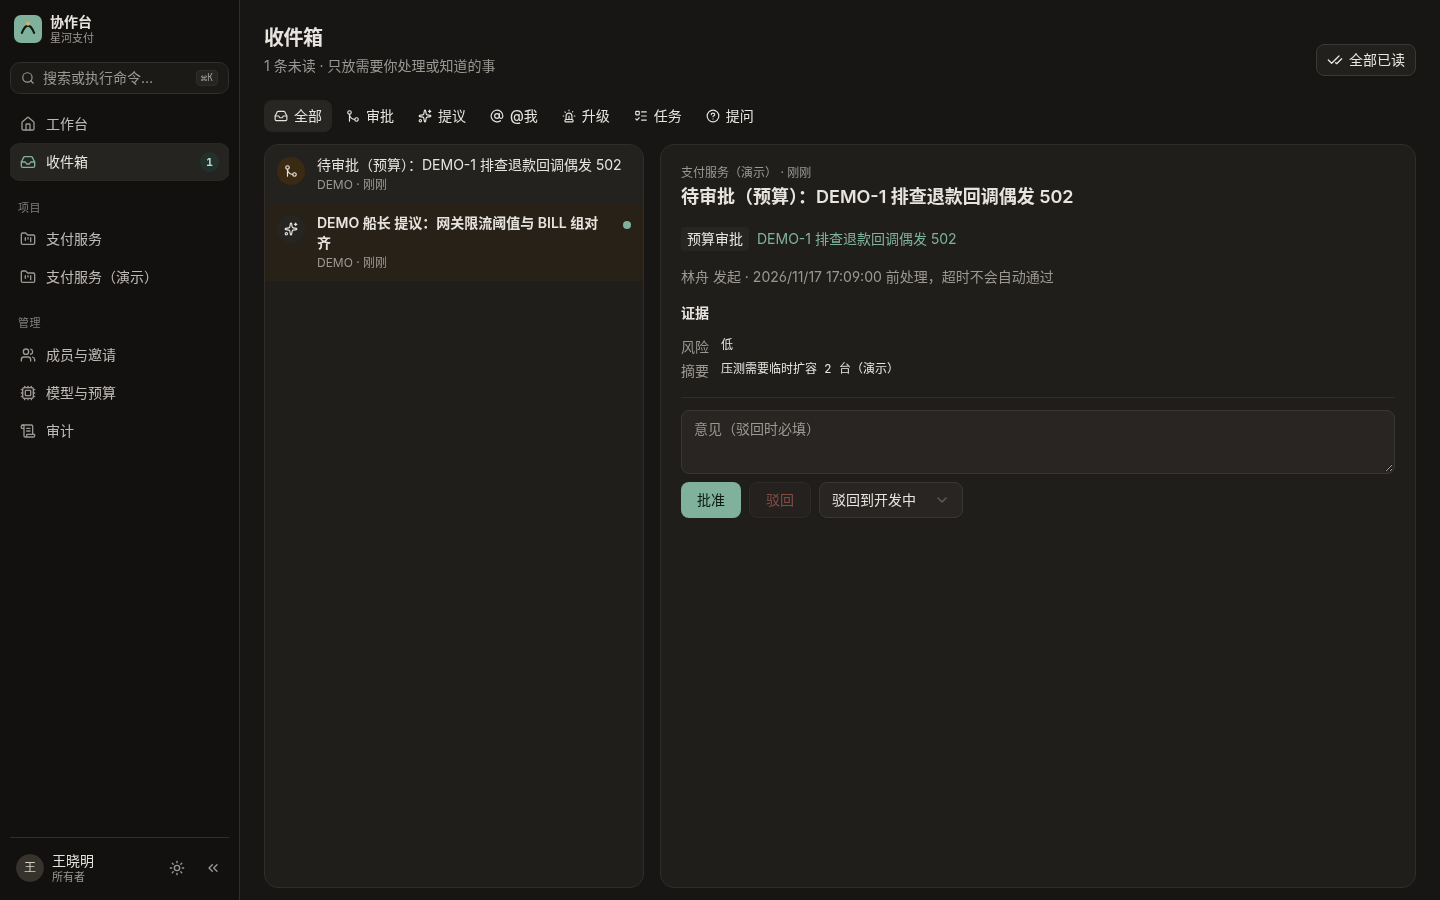 协作台
星河支付
搜索或执行命令... ⌘K
工作台
收件箱 1
项目
支付服务
支付服务（演示）
管理
成员与邀请
模型与预算
审计
王 王晓明
所有者
收件箱
1 条未读 · 只放需要你处理或知道的事
全部已读
全部 审批 提议 @我 升级 任务 提问
待审批（预算）：DEMO-1 排查退款回调偶发 502
DEMO · 刚刚
DEMO 船长 提议：网关限流阈值与 BILL 组对
齐
DEMO · 刚刚
支付服务（演示） · 刚刚
待审批（预算）：DEMO-1 排查退款回调偶发 502
预算审批 DEMO-1 排查退款回调偶发 502
林舟 发起 · 2026/11/17 17:09:00 前处理，超时不会自动通过
证据
风险 低
摘要 压测需要临时扩容 2 台（演示）
意见（驳回时必填）
批准 驳回 驳回到开发中